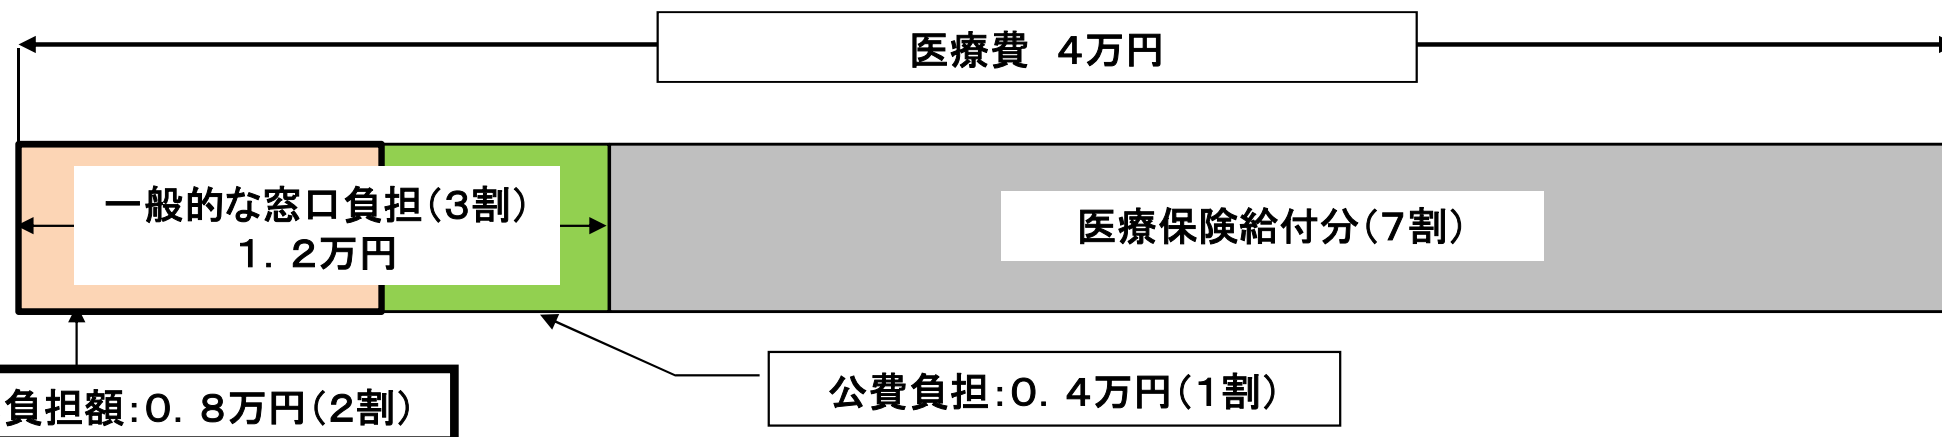 医療費　４万円
一般的な窓口負担（３割）
１．２万円
医療保険給付分（７割）
負担額：０．８万円（２割）
公費負担：０．４万円（１割）